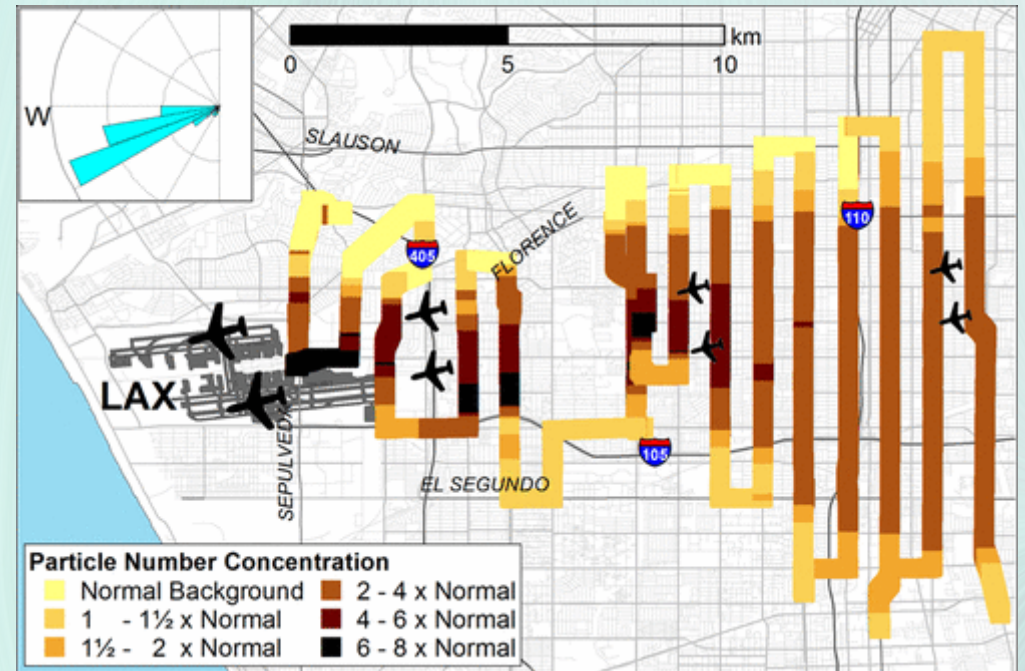 W
km
0 5 10
SLAUSON
FLORENCE
405
110
LAX
SEPULVEDA
105
EL SEGUNDO
Particle Number Concentration
Normal Background
1 - 1½ x Normal
1½ - 2 x Normal
2 - 4 x Normal
4 - 6 x Normal
6 - 8 x Normal